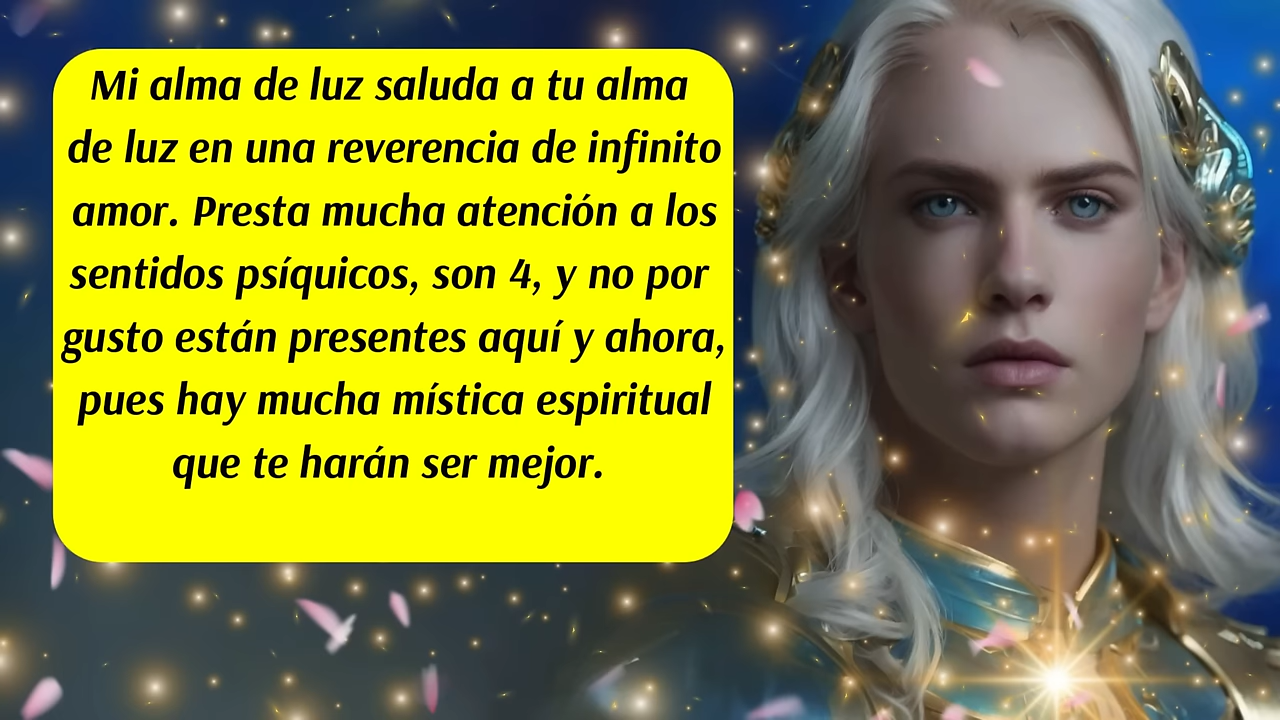 Mi alma de luz saluda a tu alma
de luz en una reverencia de infinito
amor. Presta mucha atención a los
sentidos psíquicos, son 4, y no por
gusto están presentes aquí y ahora,
pues hay mucha mística espiritual
que te harán ser mejor.